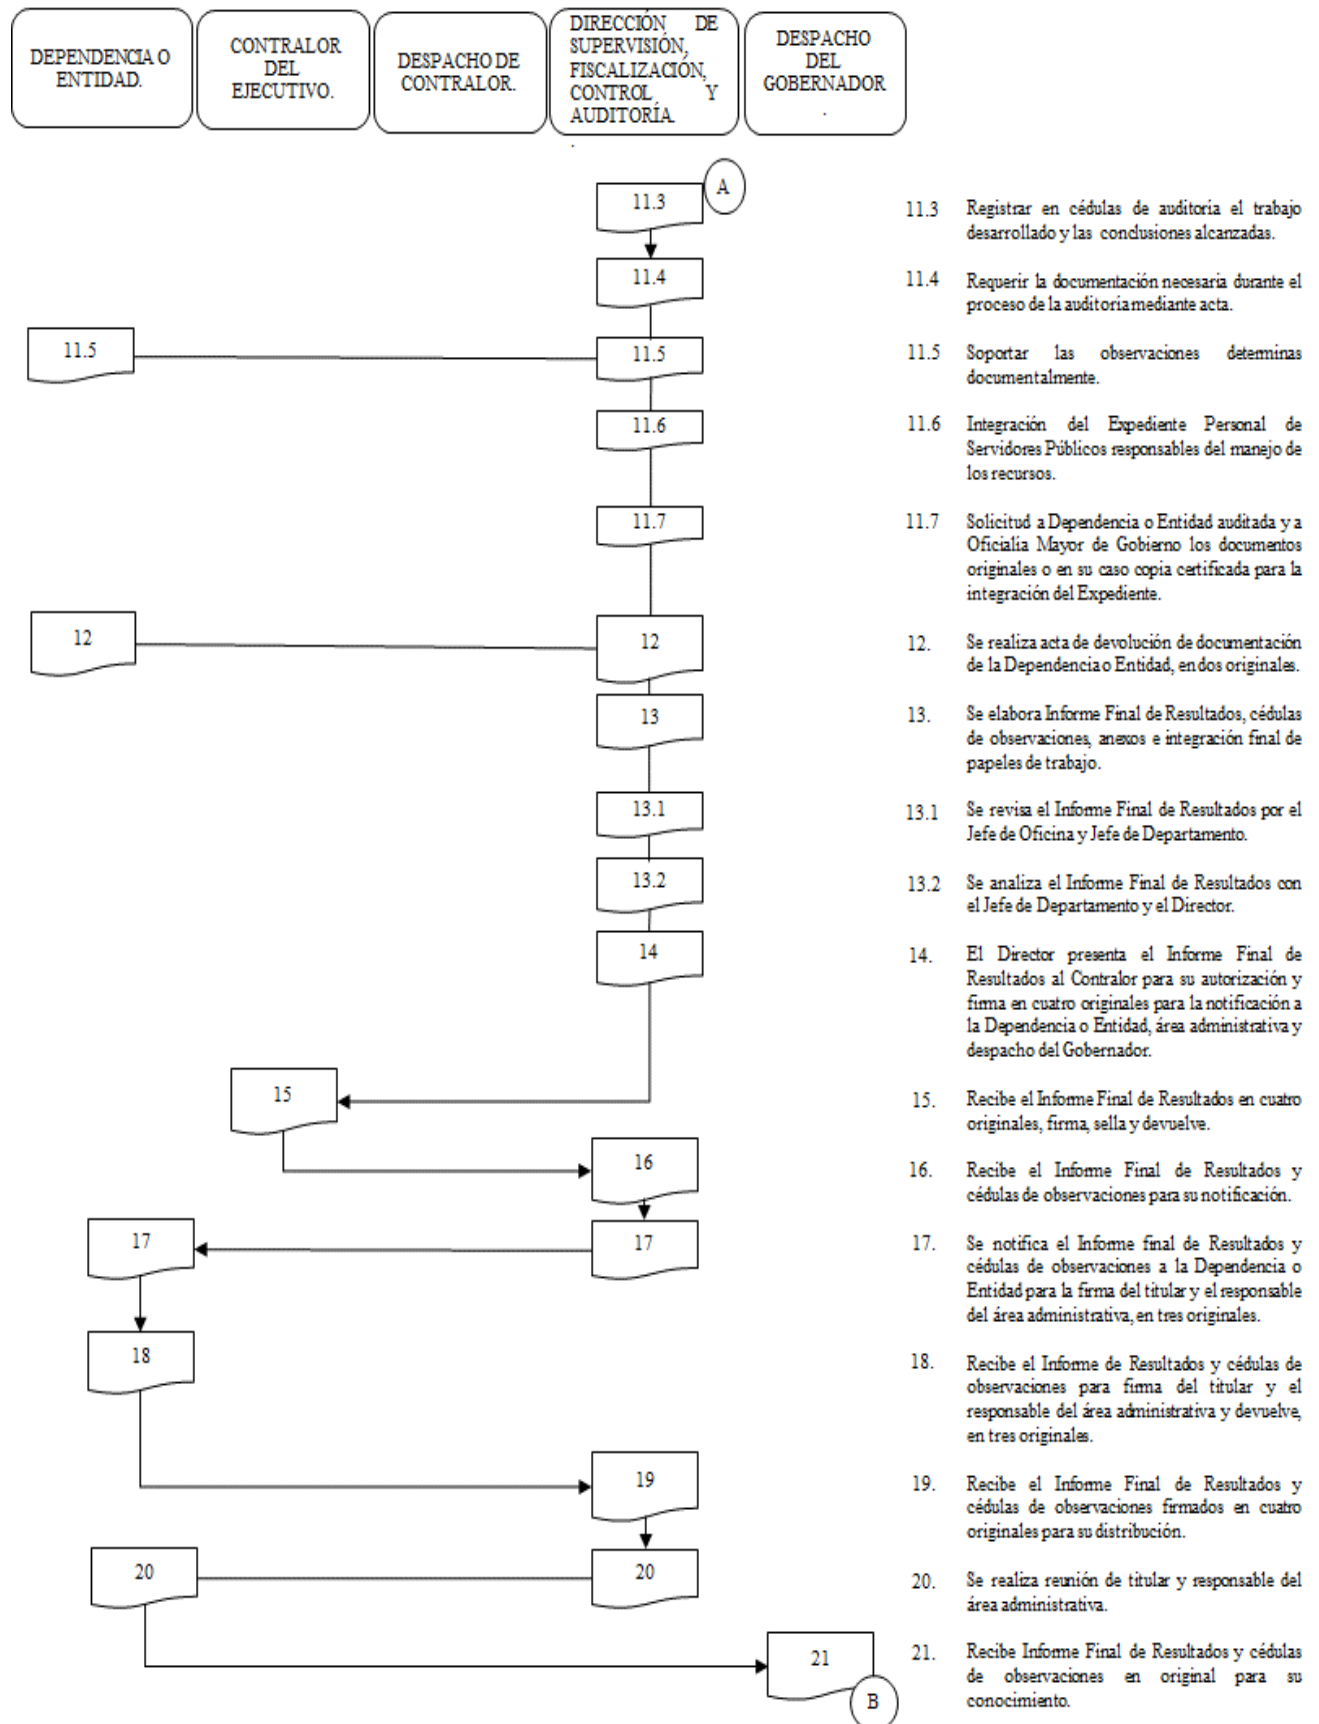 DEPENDENCIA O
ENTIDAD.
CONTRALOR
DEL
EJECUTIVO.
DESPACHO DE
CONTRALOR.
DIRECCIÓN DE
SUPERVISIÓN,
FISCALIZACIÓN,
CONTROL Y
AUDITORÍA.
.
DESPACHO
DEL
GOBERNADOR
.
A
11.3
11.3 Registrar en cédulas de auditoria el trabajo
desarrollado y las conclusiones alcanzadas.
11.4
11.4 Requerir la documentación necesaria durante el
proceso de la auditoria mediante acta.
11.5
11.5
11.5 Soportar las observaciones determinas
documentalmente.
11.6
11.6 Integración del Expediente Personal de
Servidores Públicos responsables del manejo de
los recursos.
11.7
11.7 Solicitud a Dependencia o Entidad auditada y a
Oficialía Mayor de Gobierno los documentos
originales o en su caso copia certificada para la
integración del Expediente.
12
12
12. Se realiza acta de devolución de documentación
de la Dependencia o Entidad, en dos originales.
13
13. Se elabora Informe Final de Resultados, cédulas
de observaciones, anexos e integración final de
papeles de trabajo.
13.1
13.1 Se revisa el Informe Final de Resultados por el
Jefe de Oficina y Jefe de Departamento.
13.2
13.2 Se analiza el Informe Final de Resultados con
el Jefe de Departamento y el Director.
14
14. El Director presenta el Informe Final de
Resultados al Contralor para su autorización y
firma en cuatro originales para la notificación a
la Dependencia o Entidad, área administrativa y
despacho del Gobernador.
15
15. Recibe el Informe Final de Resultados en cuatro
originales, firma, sella y devuelve.
16
16. Recibe el Informe Final de Resultados y
cédulas de observaciones para su notificación.
17
17
17. Se notifica el Informe final de Resultados y
cédulas de observaciones a la Dependencia o
Entidad para la firma del titular y el responsable
del área administrativa, en tres originales.
18
18. Recibe el Informe de Resultados y cédulas de
observaciones para firma del titular y el
responsable del área administrativa y devuelve,
en tres originales.
19
19. Recibe el Informe Final de Resultados y
cédulas de observaciones firmados en cuatro
originales para su distribución.
20
20
20. Se realiza reunión de titular y responsable del
área administrativa.
21
21. Recibe Informe Final de Resultados y cédulas
de observaciones en original para su
conocimiento.
B